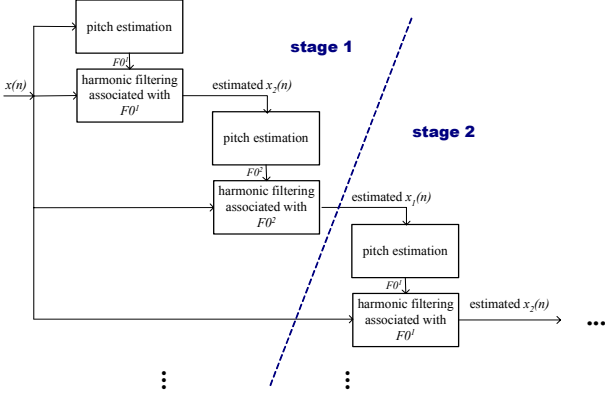 pitch estimation
stage 1
F0¹
x(n)
harmonic filtering
associated with
F0¹
estimated x₂(n)
stage 2
pitch estimation
F0²
harmonic filtering
associated with
F0²
estimated x₁(n)
pitch estimation
F0¹
harmonic filtering
associated with
F0¹
estimated x₂(n)
...
⋮
⋮